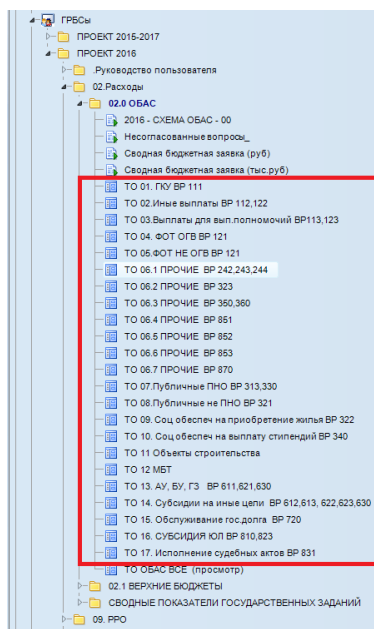 ГРБСы
ПРОЕКТ 2015-2017
ПРОЕКТ 2016
.Руководство пользователя
02.Расходы
02.0 ОБАС
2016 - СХЕМА ОБАС - 00
Несогласованные вопросы_
Сводная бюджетная заявка (руб)
Сводная бюджетная заявка (тыс.руб)
ТО 01. ГКУ ВР 111
ТО 02.Иные выплаты ВР 112,122
ТО 03.Выплаты для вып.полномочий ВР113,123
ТО 04. ФОТ ОГВ ВР 121
ТО 05.ФОТ НЕ ОГВ ВР 121
ТО 06.1 ПРОЧИЕ ВР 242,243,244
ТО 06.2 ПРОЧИЕ ВР 323
ТО 06.3 ПРОЧИЕ ВР 350,360
ТО 06.4 ПРОЧИЕ ВР 851
ТО 06.5 ПРОЧИЕ ВР 852
ТО 06.6 ПРОЧИЕ ВР 853
ТО 06.7 ПРОЧИЕ ВР 870
ТО 07.Публичные ПНО ВР 313,330
ТО 08.Публичные не ПНО ВР 321
ТО 09. Соц обеспеч на приобретение жилья ВР 322
ТО 10. Соц обеспеч на выплату стипендий ВР 340
ТО 11 Объекты строительства
ТО 12 МБТ
ТО 13. АУ, БУ, ГЗ ВР 611,621,630
ТО 14. Субсидии на иные цели ВР 612,613, 622,623,630
ТО 15. Обслуживание гос.долга ВР 720
ТО 16. СУБСИДИЯ ЮЛ ВР 810,823
ТО 17. Исполнение судебных актов ВР 831
ТО ОБАС ВСЕ (просмотр)
02.1 ВЕРХНИЕ БЮДЖЕТЫ
СВОДНЫЕ ПОКАЗАТЕЛИ ГОСУДАРСТВЕННЫХ ЗАДАНИЙ
09. РРО